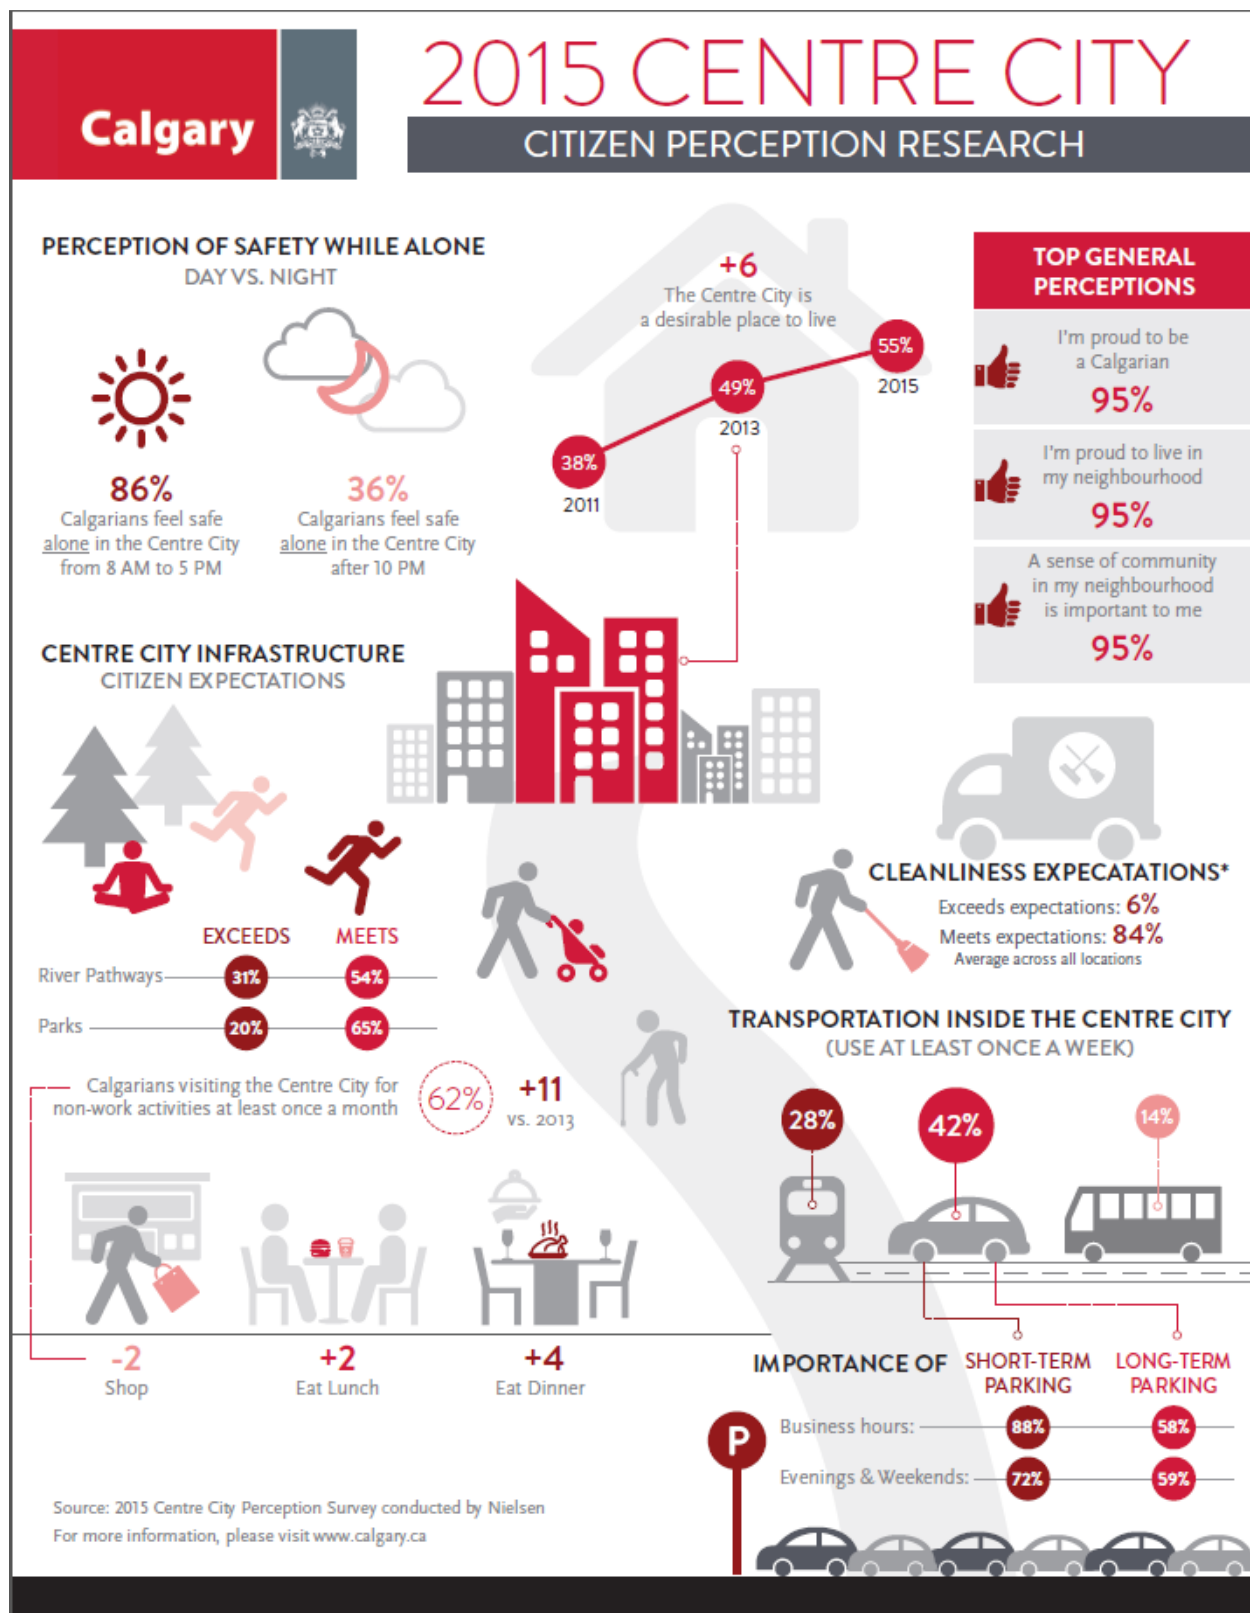 Calgary
2015 CENTRE CITY
CITIZEN PERCEPTION RESEARCH
PERCEPTION OF SAFETY WHILE ALONE
DAY VS. NIGHT
86%
Calgarians feel safe
alone in the Centre City
from 8 AM to 5 PM
36%
Calgarians feel safe
alone in the Centre City
after 10 PM
+6
The Centre City is
a desirable place to live
55%
2015
49%
2013
38%
2011
TOP GENERAL
PERCEPTIONS
I'm proud to be
a Calgarian
95%
I'm proud to live in
my neighbourhood
95%
A sense of community
in my neighbourhood
is important to me
95%
CENTRE CITY INFRASTRUCTURE
CITIZEN EXPECTATIONS
EXCEEDS MEETS
River Pathways 31% 54%
Parks 20% 65%
CLEANLINESS EXPECATATIONS*
Exceeds expectations: 6%
Meets expectations: 84%
Average across all locations
Calgarians visiting the Centre City for
non-work activities at least once a month
62%
+11
vs. 2013
-2
Shop
+2
Eat Lunch
+4
Eat Dinner
TRANSPORTATION INSIDE THE CENTRE CITY
(USE AT LEAST ONCE A WEEK)
28%
42%
14%
IMPORTANCE OF
SHORT-TERM
PARKING
LONG-TERM
PARKING
P
Business hours: 88% 58%
Evenings & Weekends: 72% 59%
Source: 2015 Centre City Perception Survey conducted by Nielsen
For more information, please visit www.calgary.ca